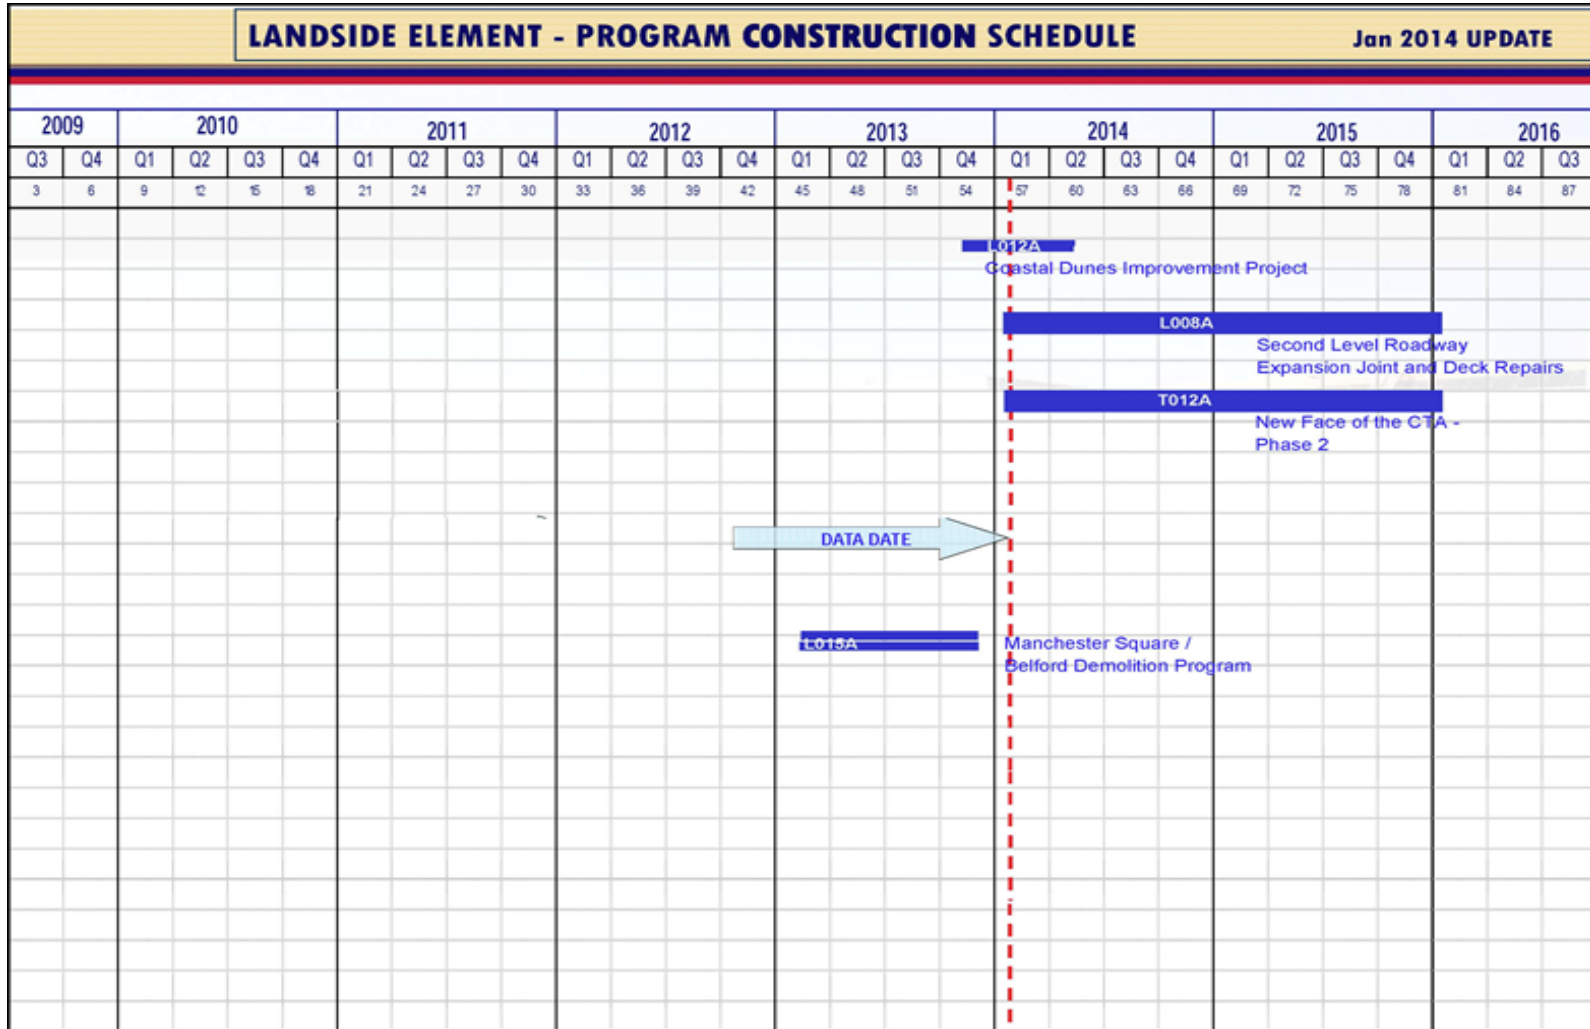 LANDSIDE ELEMENT - PROGRAM CONSTRUCTION SCHEDULE Jan 2014 UPDATE
2009 2010 2011 2012 2013 2014 2015 2016
Q3 Q4 Q1 Q2 Q3 Q4 Q1 Q2 Q3 Q4 Q1 Q2 Q3 Q4 Q1 Q2 Q3 Q4 Q1 Q2 Q3 Q4 Q1 Q2 Q3 Q4 Q1 Q2 Q3
3 6 9 12 15 18 21 24 27 30 33 36 39 42 45 48 51 54 57 60 63 66 69 72 75 78 81 84 87
L012A
Coastal Dunes Improvement Project
L008A
Second Level Roadway
Expansion Joint and Deck Repairs
T012A
New Face of the CTA -
Phase 2
DATA DATE
L015A Manchester Square /
Belford Demolition Program